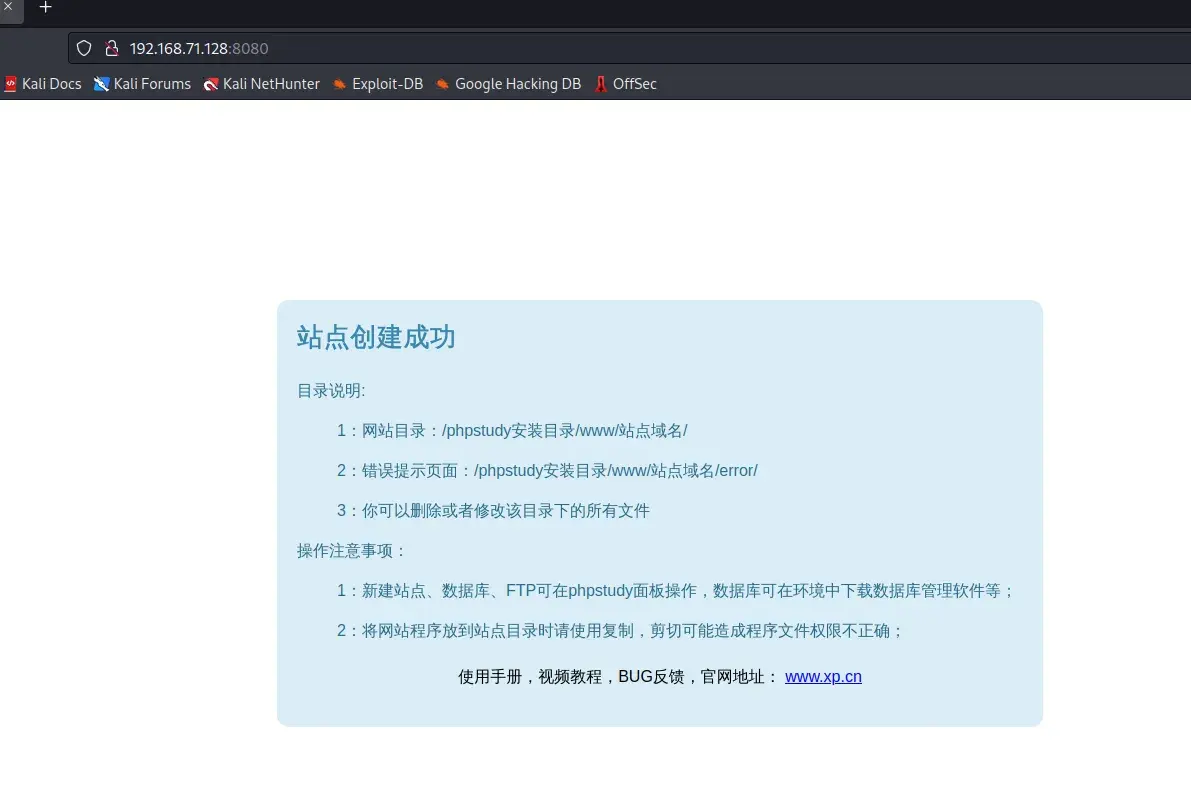 192.168.71.128:8080
Kali Docs Kali Forums Kali NetHunter Exploit-DB Google Hacking DB OffSec
站点创建成功
目录说明:
1：网站目录：/phpstudy安装目录/www/站点域名/
2：错误提示页面：/phpstudy安装目录/www/站点域名/error/
3：你可以删除或者修改该目录下的所有文件
操作注意事项：
1：新建站点、数据库、FTP可在phpstudy面板操作，数据库可在环境中下载数据库管理软件等；
2：将网站程序放到站点目录时请使用复制，剪切可能造成程序文件权限不正确；
使用手册，视频教程，BUG反馈，官网地址： www.xp.cn